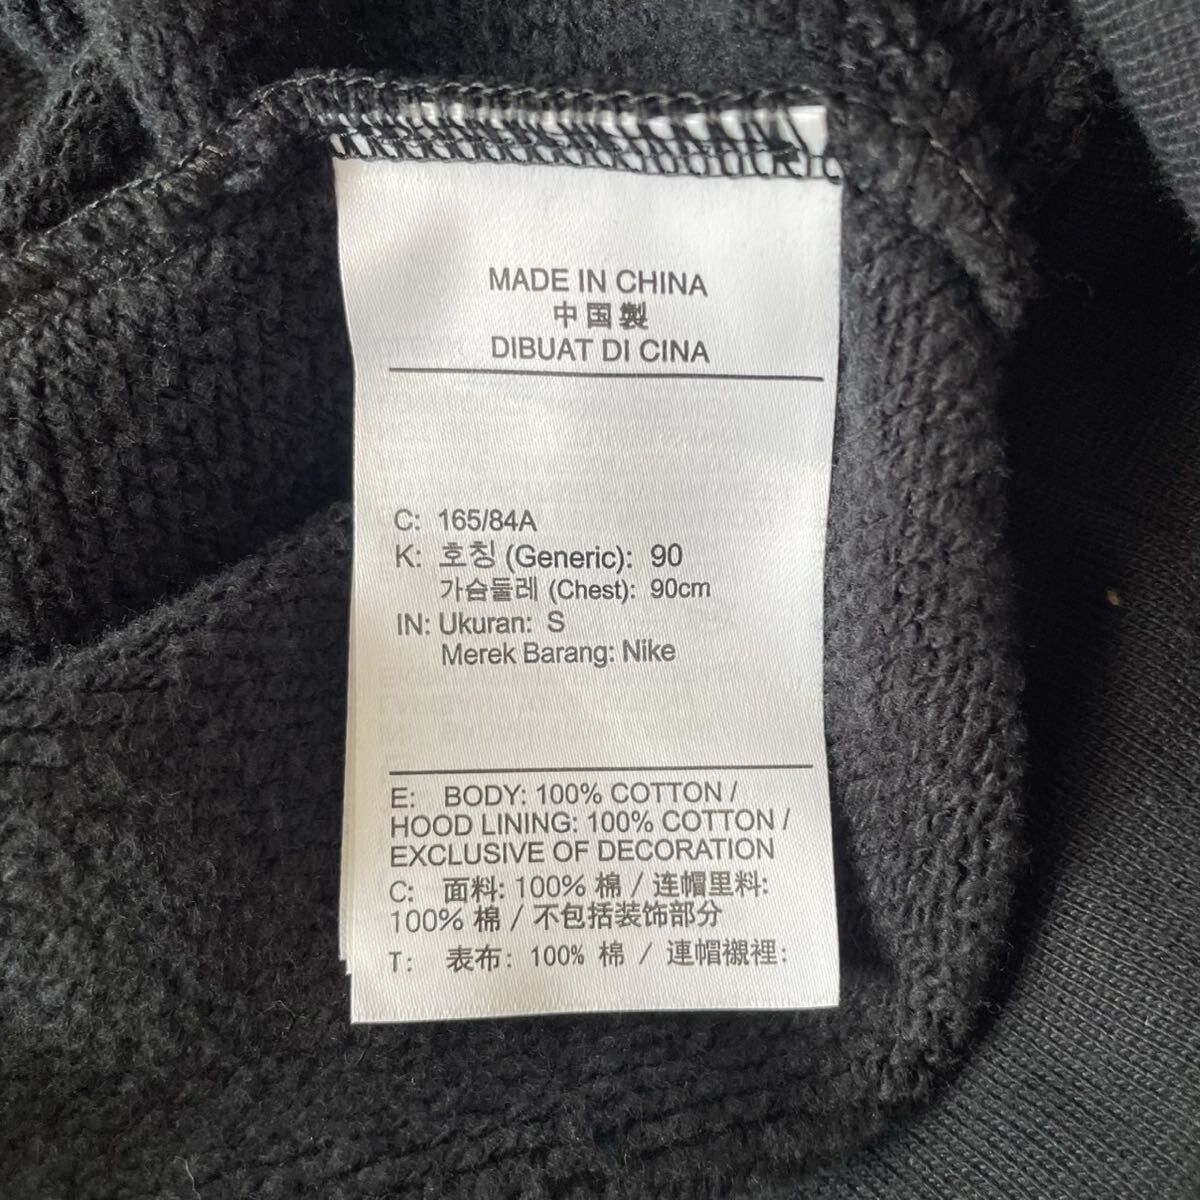 MADE IN CHINA
中国製
DIBUAT DI CINA
C: 165/84A
K: 호칭 (Generic): 90
가슴둘레 (Chest): 90cm
IN: Ukuran: S
Merek Barang: Nike
E: BODY: 100% COTTON /
HOOD LINING: 100% COTTON /
EXCLUSIVE OF DECORATION
C: 面料: 100% 棉 / 连帽里料:
100% 棉 / 不包括装饰部分
T: 表布: 100% 棉 / 連帽襯裡: